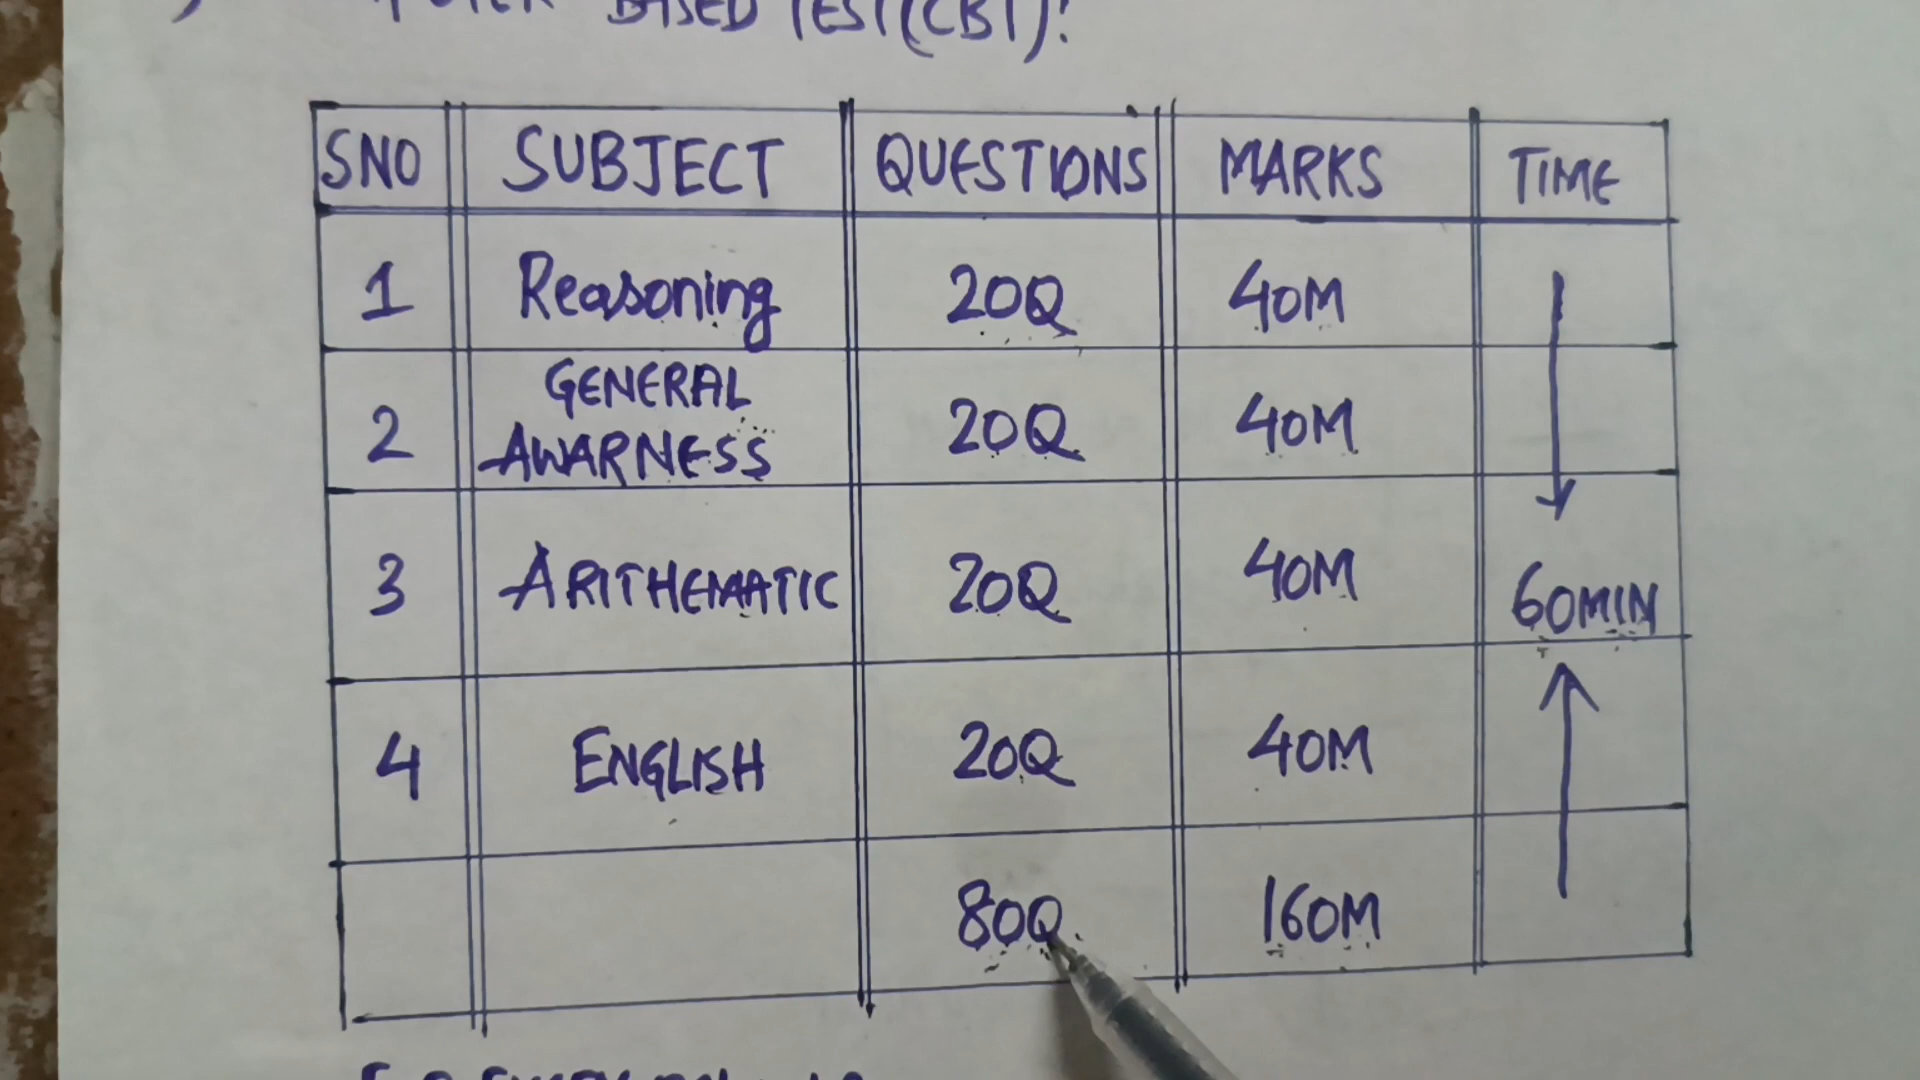 BASED TEST(CBT):
SNO SUBJECT QUESTIONS MARKS TIME
1 Reasoning 20Q 40M
2 GENERAL AWARNESS 20Q 40M
3 ARITHEMATIC 20Q 40M 60MIN
4 ENGLISH 20Q 40M
80Q 160M